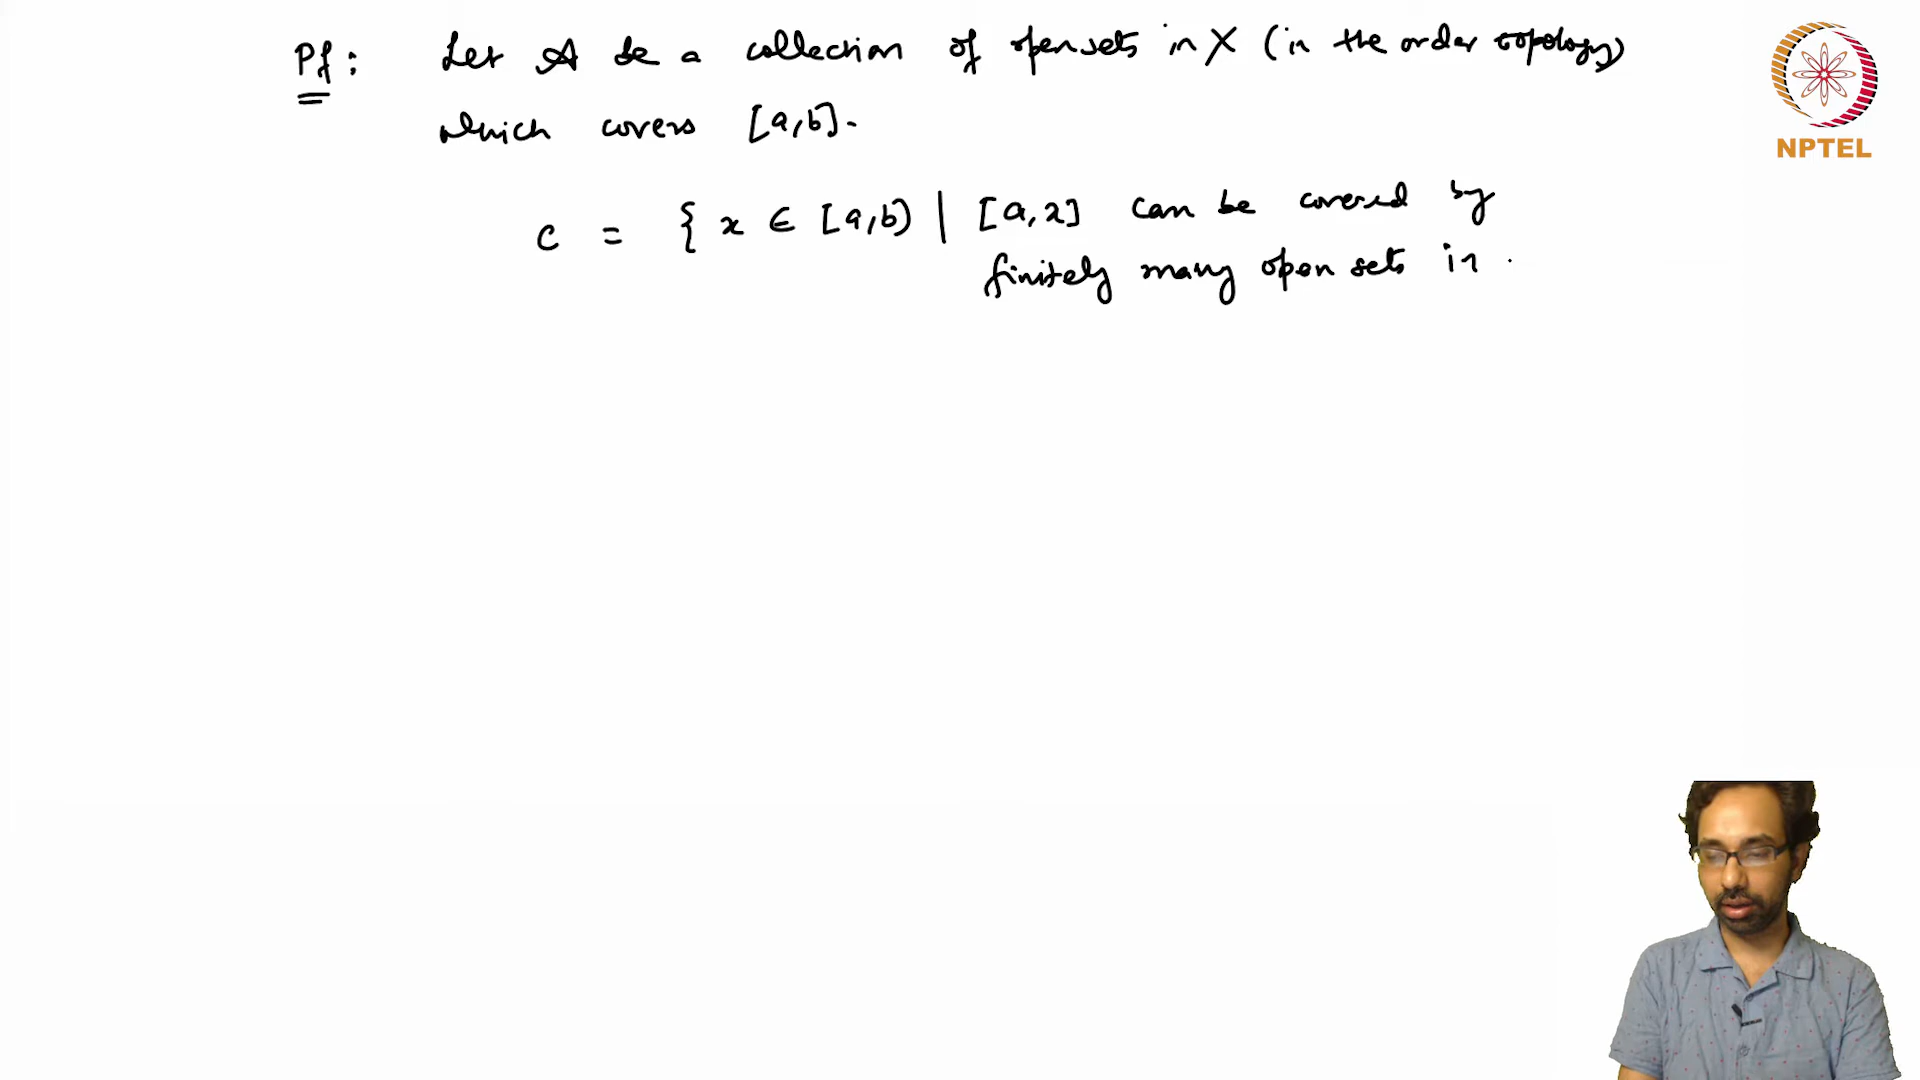 Pf: Let A be a collection of open sets in X (in the order topology)
which covers [a,b].
C = { x ∈ [a,b) | [a,x] can be covered by
finitely many open sets in
NPTEL